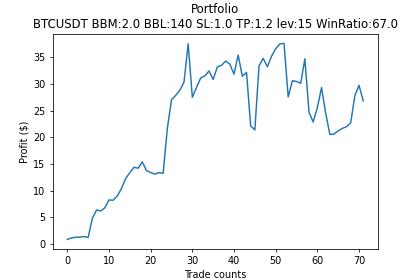 Portfolio
BTCUSDT BBM:2.0 BBL:140 SL:1.0 TP:1.2 lev:15 WinRatio:67.0
Profit ($)
35
30
25
20
15
10
5
0
0 10 20 30 40 50 60 70
Trade counts